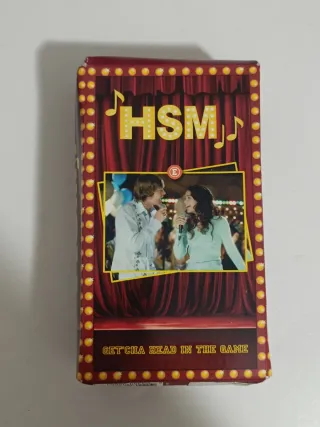 HSM
E
GET'CHA HEAD IN THE GAME